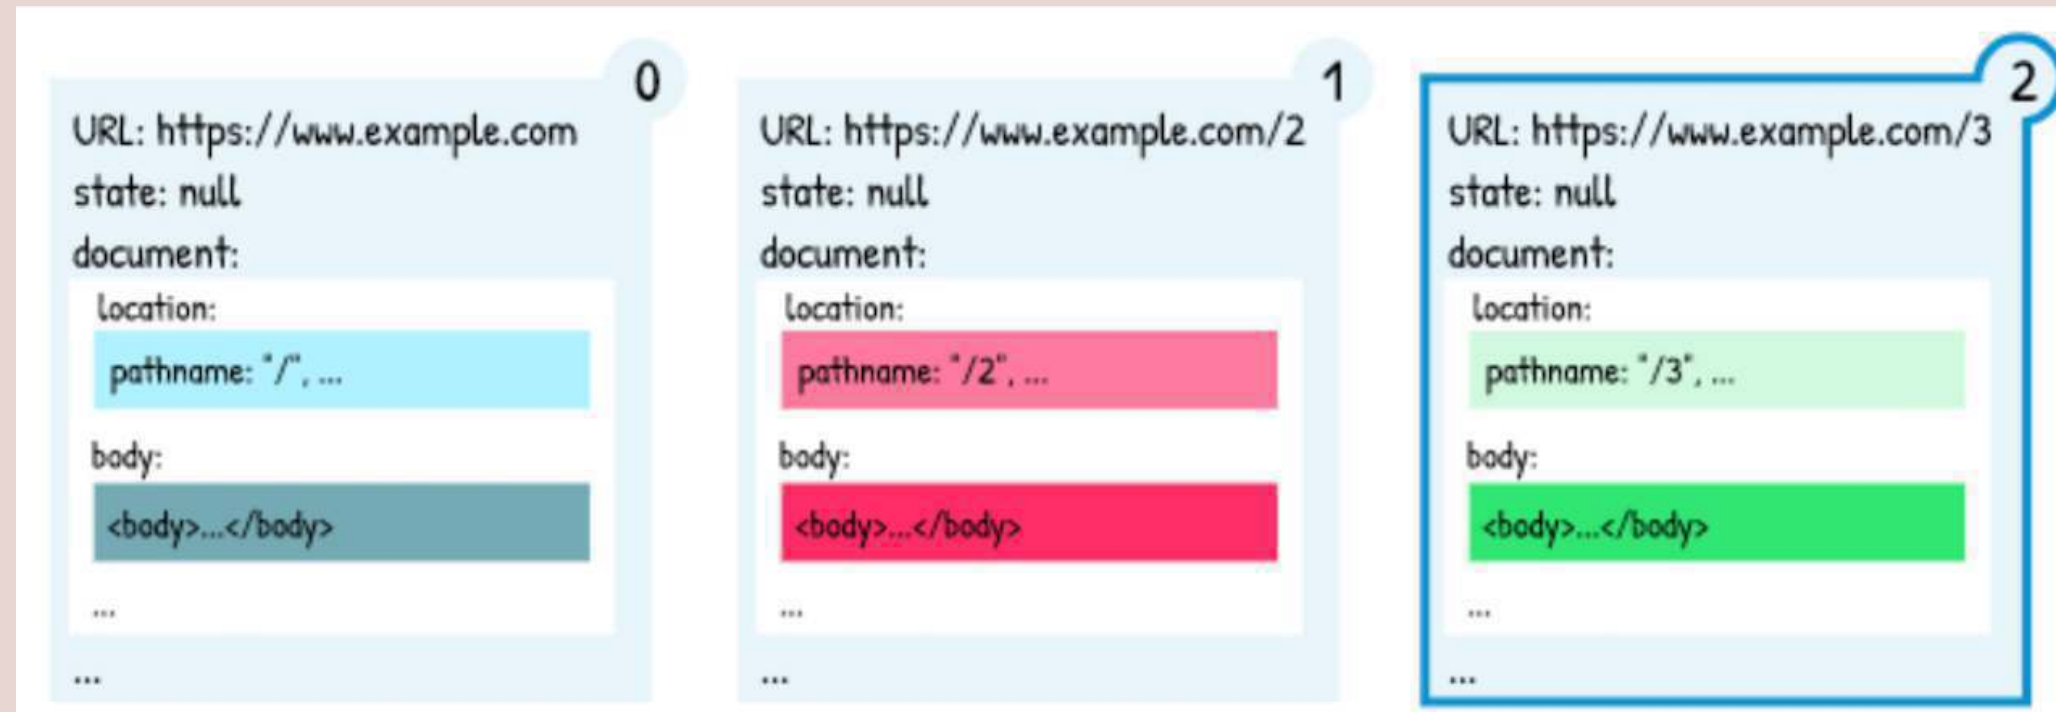 0
URL: https://www.example.com
state: null
document:
location:
pathname: "/", ...
body:
<body>...</body>
...
...
1
URL: https://www.example.com/2
state: null
document:
location:
pathname: "/2", ...
body:
<body>...</body>
...
...
2
URL: https://www.example.com/3
state: null
document:
location:
pathname: "/3", ...
body:
<body>...</body>
...
...